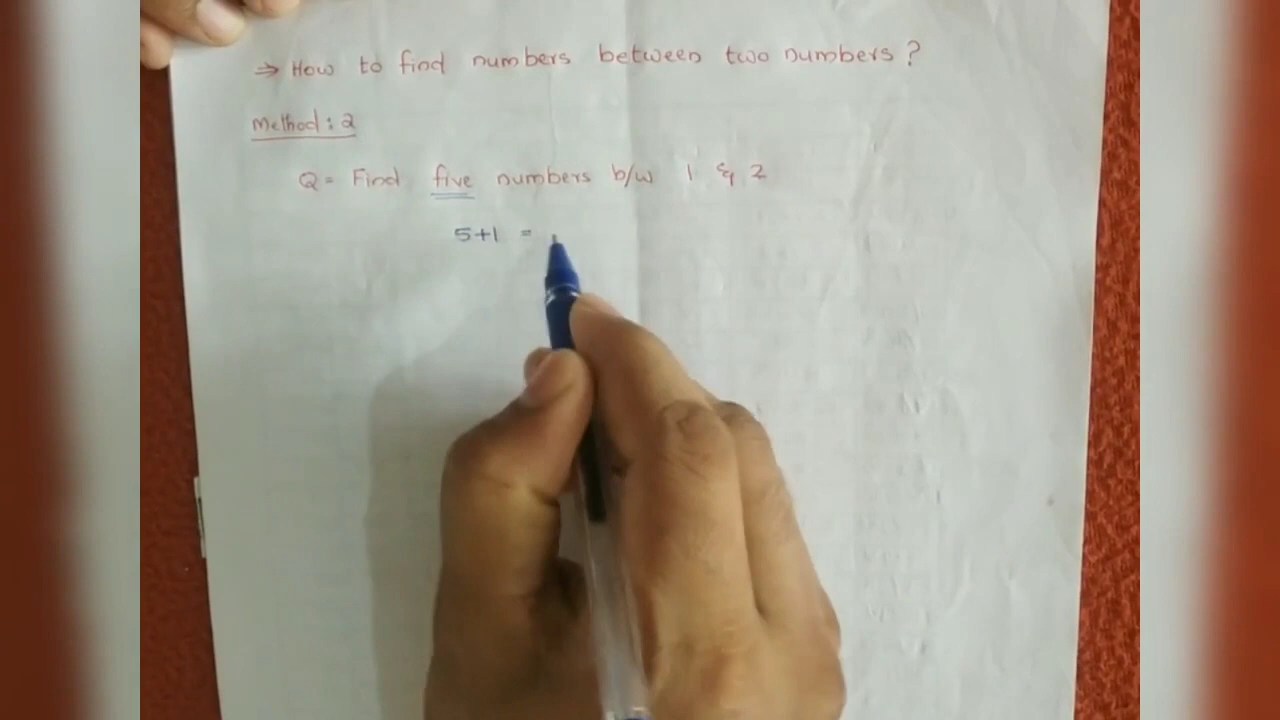 ⇒ How to find numbers between two numbers?
Method: 2
Q = Find five numbers b/w 1 & 2
5+1 =